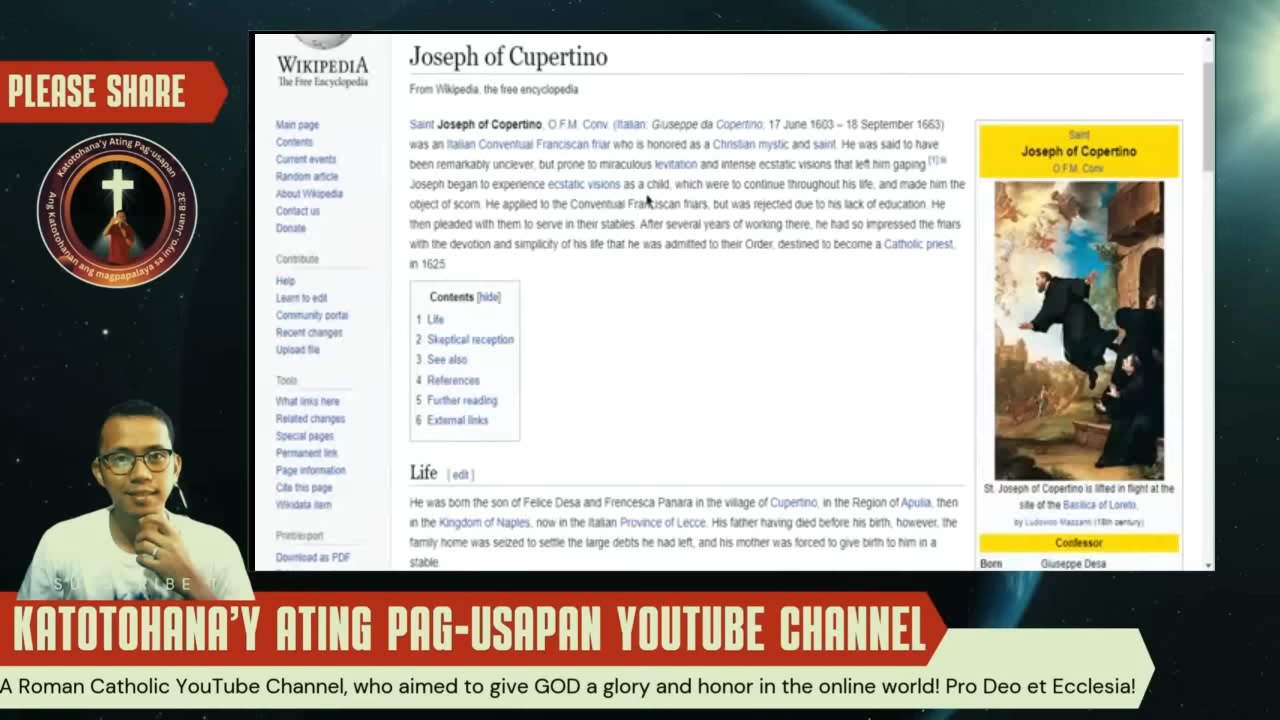 PLEASE SHARE
Katotohana'y Ating Pag-usapan
Ang Katotohanan ang magpapalaya sa inyo. Juan 8:32
WIKIPEDIA
The Free Encyclopedia
Main page
Contents
Current events
Random article
About Wikipedia
Contact us
Donate
Contribute
Help
Learn to edit
Community portal
Recent changes
Upload file
Tools
What links here
Related changes
Special pages
Permanent link
Page information
Cite this page
Wikidata item
Print/export
Download as PDF
Joseph of Cupertino
From Wikipedia, the free encyclopedia
Saint Joseph of Copertino, O.F.M. Conv. (Italian: Giuseppe da Copertino; 17 June 1603 – 18 September 1663)
was an Italian Conventual Franciscan friar who is honored as a Christian mystic and saint. He was said to have
been remarkably unclever, but prone to miraculous levitation and intense ecstatic visions that left him gaping.[1]
Joseph began to experience ecstatic visions as a child, which were to continue throughout his life, and made him the
object of scorn. He applied to the Conventual Franciscan friars, but was rejected due to his lack of education. He
then pleaded with them to serve in their stables. After several years of working there, he had so impressed the friars
with the devotion and simplicity of his life that he was admitted to their Order, destined to become a Catholic priest,
in 1625
Contents [hide]
1 Life
2 Skeptical reception
3 See also
4 References
5 Further reading
6 External links
Life [ edit ]
He was born the son of Felice Desa and Frencesca Panara in the village of Cupertino, in the Region of Apulia, then
in the Kingdom of Naples, now in the Italian Province of Lecce. His father having died before his birth, however, the
family home was seized to settle the large debts he had left, and his mother was forced to give birth to him in a
stable
Saint
Joseph of Copertino
O.F.M. Conv
St. Joseph of Copertino is lifted in flight at the
site of the Basilica of Loreto,
by Ludovico Mazzanti (18th century)
Confessor
Born Giuseppe Desa
SUBSCRIBE T
KATOTOHANA'Y ATING PAG-USAPAN YOUTUBE CHANNEL
A Roman Catholic YouTube Channel, who aimed to give GOD a glory and honor in the online world! Pro Deo et Ecclesia!